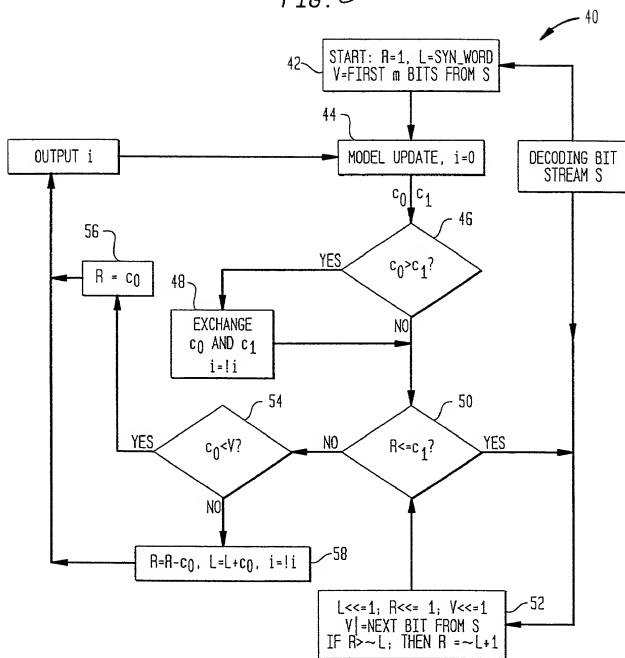 FIG.
40
START: R=1, L=SYN_WORD
V=FIRST m BITS FROM S
42
44
OUTPUT i
MODEL UPDATE, i=0
DECODING BIT
STREAM S
c0 c1
46
56
YES
c0>c1?
R = c0
48
EXCHANGE
c0 AND c1
i=!i
NO
54
50
YES
c0<V?
NO
R<=c1?
YES
NO
R=R-c0, L=L+c0, i=!i
58
L<<=1; R<<= 1; V<<=1
V|=NEXT BIT FROM S
IF R>~L; THEN R =~L+1
52